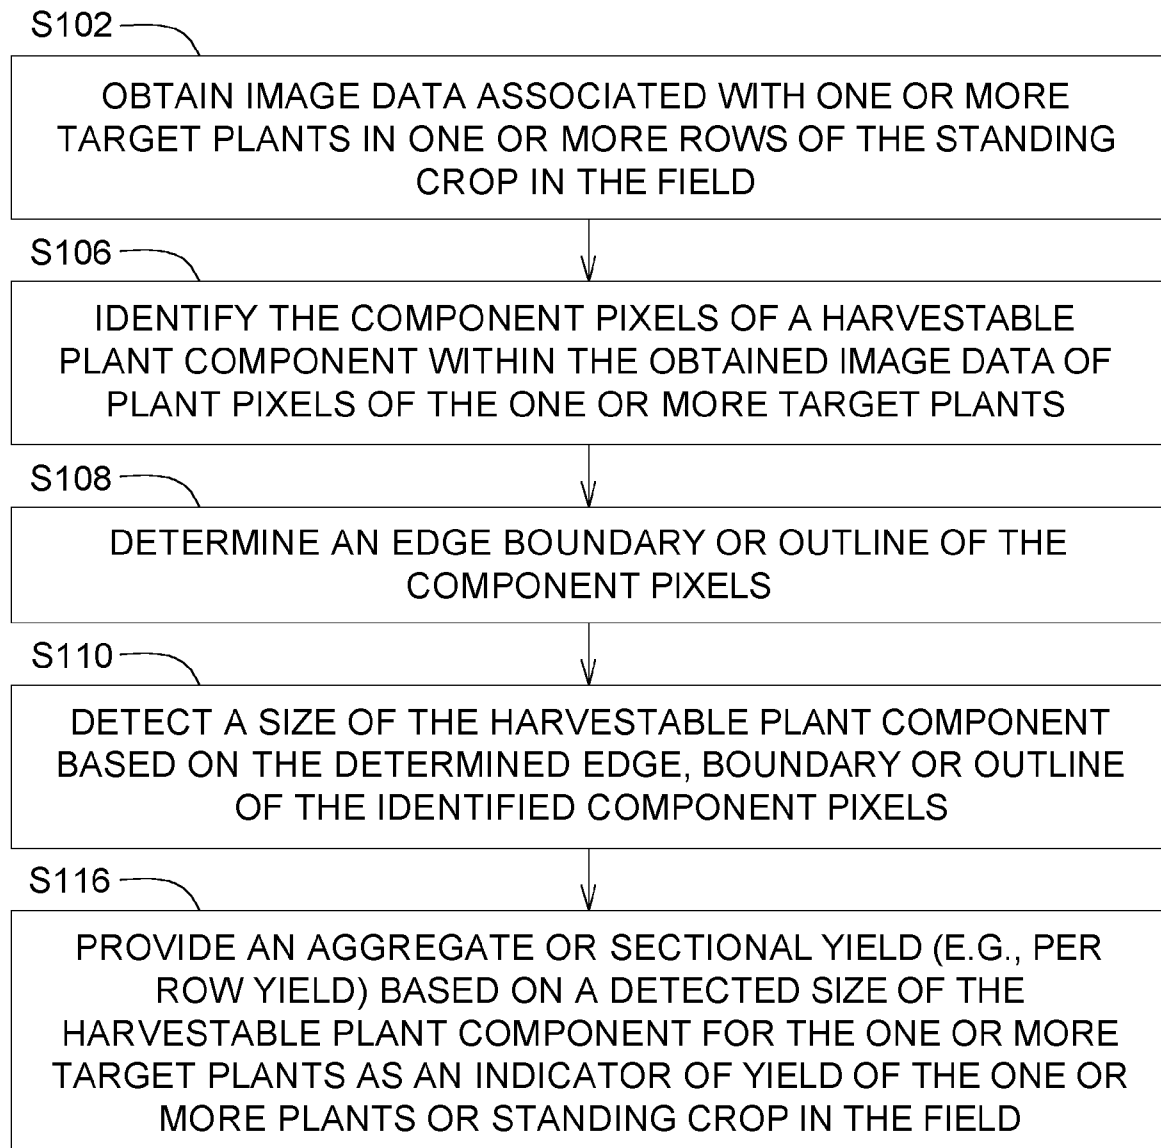 S102
OBTAIN IMAGE DATA ASSOCIATED WITH ONE OR MORE
TARGET PLANTS IN ONE OR MORE ROWS OF THE STANDING
CROP IN THE FIELD
S106
IDENTIFY THE COMPONENT PIXELS OF A HARVESTABLE
PLANT COMPONENT WITHIN THE OBTAINED IMAGE DATA OF
PLANT PIXELS OF THE ONE OR MORE TARGET PLANTS
S108
DETERMINE AN EDGE BOUNDARY OR OUTLINE OF THE
COMPONENT PIXELS
S110
DETECT A SIZE OF THE HARVESTABLE PLANT COMPONENT
BASED ON THE DETERMINED EDGE, BOUNDARY OR OUTLINE
OF THE IDENTIFIED COMPONENT PIXELS
S116
PROVIDE AN AGGREGATE OR SECTIONAL YIELD (E.G., PER
ROW YIELD) BASED ON A DETECTED SIZE OF THE
HARVESTABLE PLANT COMPONENT FOR THE ONE OR MORE
TARGET PLANTS AS AN INDICATOR OF YIELD OF THE ONE OR
MORE PLANTS OR STANDING CROP IN THE FIELD